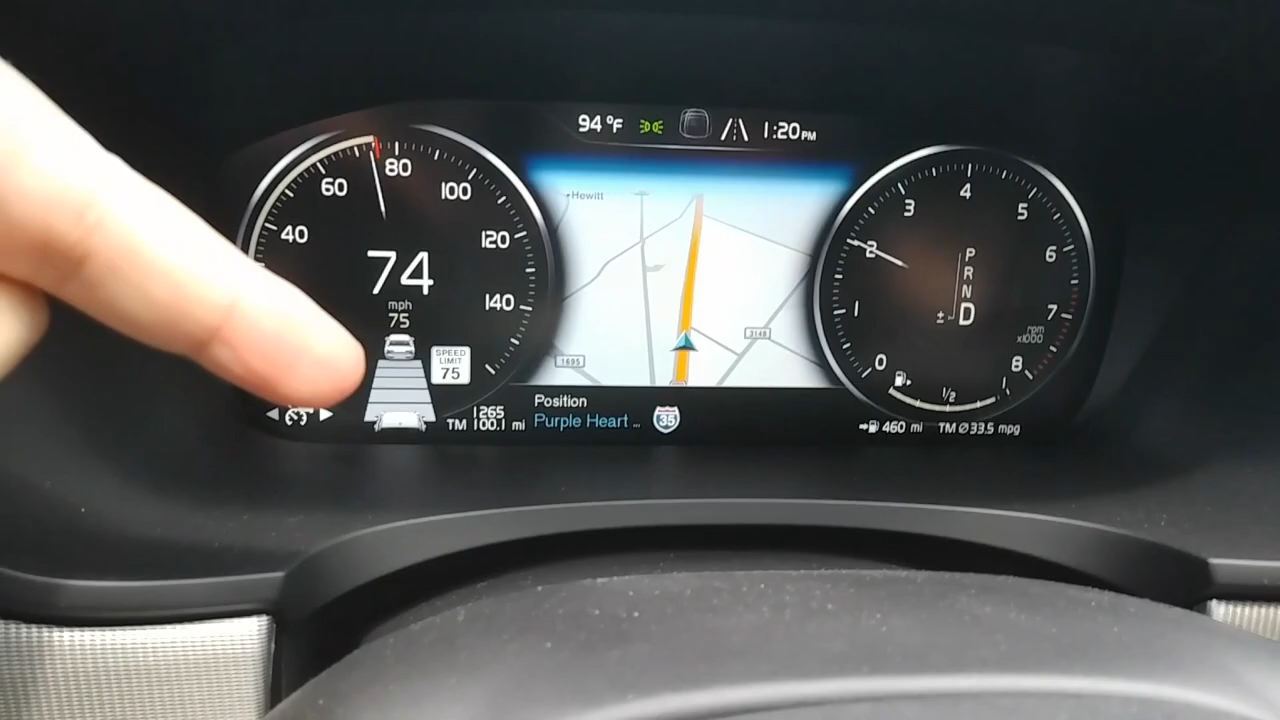 94 °F 1:20 PM
40
60
80
100
120
140
74
mph
75
SPEED
LIMIT
75
1265
TM 100.1 mi
Hewitt
1695
3148
Position
Purple Heart ...
35
0
1
2
3
4
5
6
7
8
rpm
x1000
P
R
N
D
±
1/2
1
460 mi
TM Ø 33.5 mpg